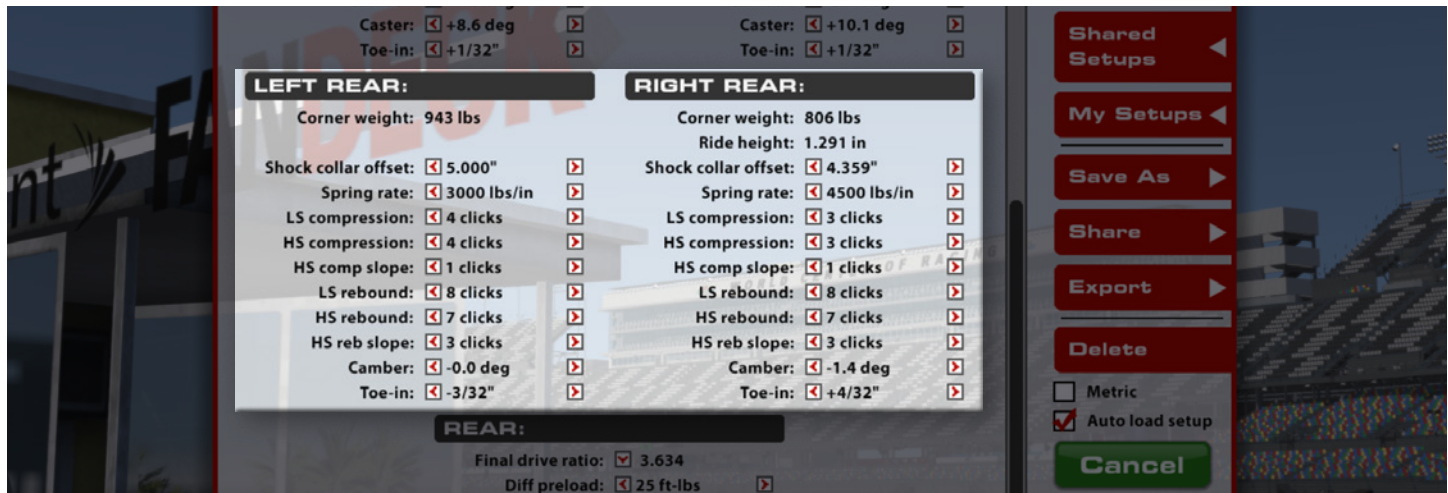 Caster: +8.6 deg
Toe-in: +1/32"
Caster: +10.1 deg
Toe-in: +1/32"
LEFT REAR:
Corner weight: 943 lbs
Shock collar offset: 5.000"
Spring rate: 3000 lbs/in
LS compression: 4 clicks
HS compression: 4 clicks
HS comp slope: 1 clicks
LS rebound: 8 clicks
HS rebound: 7 clicks
HS reb slope: 3 clicks
Camber: -0.0 deg
Toe-in: -3/32"
RIGHT REAR:
Corner weight: 806 lbs
Ride height: 1.291 in
Shock collar offset: 4.359"
Spring rate: 4500 lbs/in
LS compression: 3 clicks
HS compression: 3 clicks
HS comp slope: 1 clicks
LS rebound: 8 clicks
HS rebound: 7 clicks
HS reb slope: 3 clicks
Camber: -1.4 deg
Toe-in: +4/32"
REAR:
Final drive ratio: 3.634
Diff preload: 25 ft-lbs
Shared
Setups
My Setups
Save As
Share
Export
Delete
Metric
Auto load setup
Cancel
FANDECK
nt
WORLD CENTER OF RACING